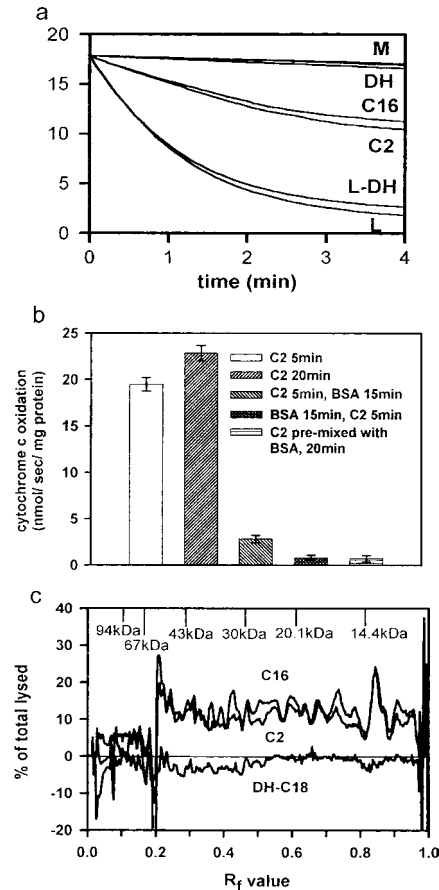 a
20
15
10
5
0
M
DH
C16
C2
L-DH
L
0 1 2 3 4
time (min)
b
cytochrome c oxidation
(nmol/ sec/ mg protein)
25
20
15
10
5
0
C2 5min
C2 20min
C2 5min, BSA 15min
BSA 15min, C2 5min
C2 pre-mixed with
BSA, 20min
c
% of total lysed
40
30
20
10
0
-10
-20
94kDa
67kDa
43kDa
30kDa
20.1kDa
14.4kDa
C16
C2
DH-C18
0.0 0.2 0.4 0.6 0.8 1.0
Rf value